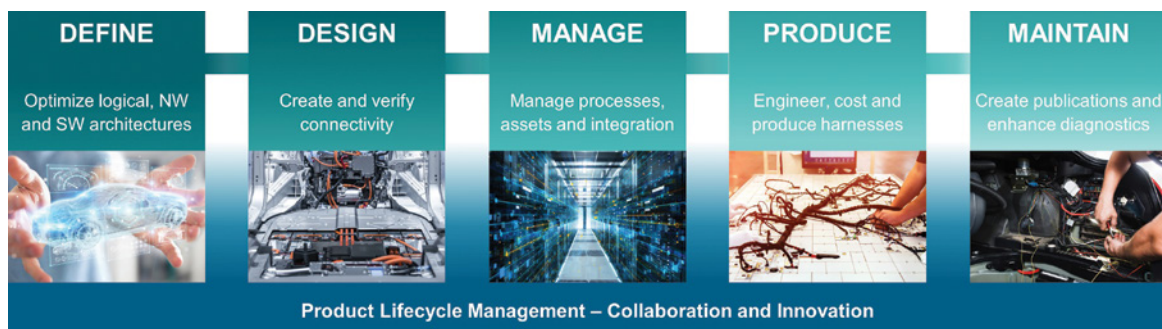 DEFINE
Optimize logical, NW
and SW architectures
DESIGN
Create and verify
connectivity
MANAGE
Manage processes,
assets and integration
PRODUCE
Engineer, cost and
produce harnesses
MAINTAIN
Create publications and
enhance diagnostics
Product Lifecycle Management – Collaboration and Innovation